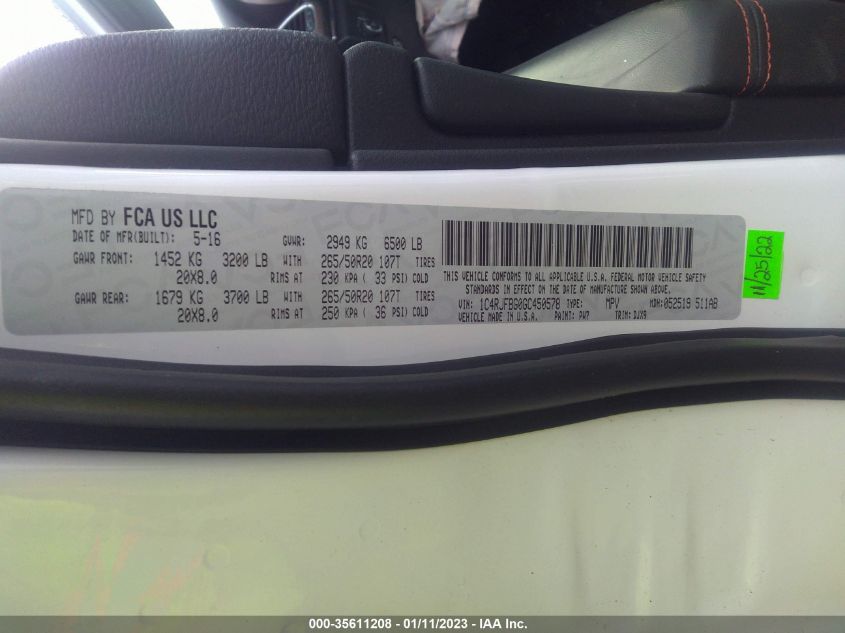 MFD BY FCA US LLC
DATE OF MFR(BUILT): 5-16 GVWR: 2949 KG 6500 LB
GAWR FRONT: 1452 KG 3200 LB WITH 265/50R20 107T TIRES
20X8.0 RIMS AT 230 KPA ( 33 PSI) COLD
GAWR REAR: 1679 KG 3700 LB WITH 265/50R20 107T TIRES
20X8.0 RIMS AT 250 KPA ( 36 PSI) COLD
THIS VEHICLE CONFORMS TO ALL APPLICABLE U.S.A. FEDERAL MOTOR VEHICLE SAFETY
STANDARDS IN EFFECT ON THE DATE OF MANUFACTURE SHOWN ABOVE.
VIN: 1C4RJFBG0GC450578 TYPE: MPV MDH:052519 511AB
VEHICLE MADE IN U.S.A. PAINT: PW7 TRIM: DJX9
11/25/22
000-35611208 - 01/11/2023 - IAA Inc.